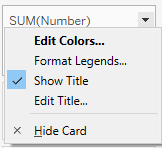 SUM(Number)
Edit Colors...
Format Legends...
Show Title
Edit Title...
Hide Card